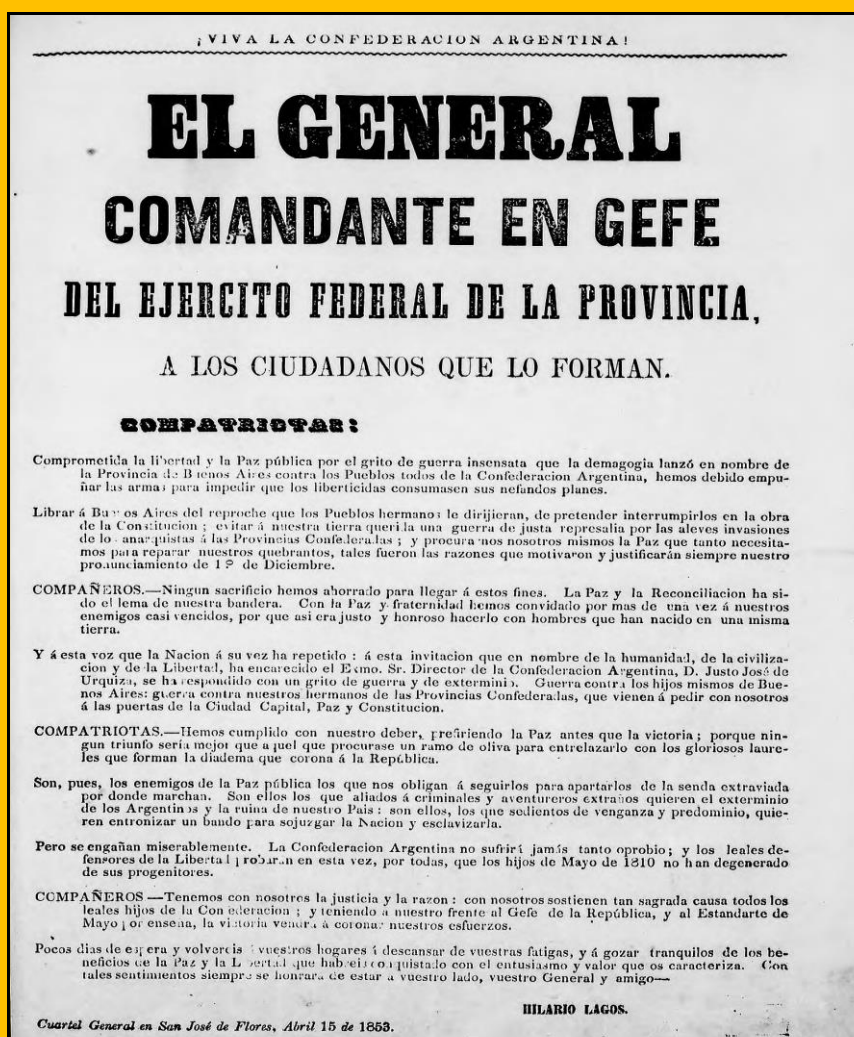 ¡VIVA LA CONFEDERACION ARGENTINA!
EL GENERAL
COMANDANTE EN GEFE
DEL EJERCITO FEDERAL DE LA PROVINCIA,
A LOS CIUDADANOS QUE LO FORMAN.
COMPATRIOTAS:
Comprometida la libertad y la Paz pública por el grito de guerra insensata que la demagogia lanzó en nombre de
la Provincia de Buenos Aires contra los Pueblos todos de la Confederacion Argentina, hemos debido empu-
ñar las armas para impedir que los liberticidas consumasen sus nefandos planes.
Librar á Buenos Aires del reproche que los Pueblos hermanos le dirijieran, de pretender interrumpirlos en la obra
de la Constitucion; evitar á nuestra tierra querida una guerra de justa represalia por las aleves invasiones
de los anarquistas á las Provincias Confederadas; y procurarnos nosotros mismos la Paz que tanto necesita-
mos para reparar nuestros quebrantos, tales fueron las razones que motivaron y justificarán siempre nuestro
pronunciamiento de 1º de Diciembre.
COMPAÑEROS.—Ningun sacrificio hemos ahorrado para llegar á estos fines. La Paz y la Reconciliacion ha si-
do el lema de nuestra bandera. Con la Paz y fraternidad hemos convidado por mas de una vez á nuestros
enemigos casi vencidos, por que asi era justo y honroso hacerlo con hombres que han nacido en una misma
tierra.
Y á esta voz que la Nacion á su vez ha repetido: á esta invitacion que en nombre de la humanidad, de la civiliza-
cion y de la Libertad, ha encarecido el Exmo. Sr. Director de la Confederacion Argentina, D. Justo José de
Urquiza, se ha respondido con un grito de guerra y de exterminio. Guerra contra los hijos mismos de Bue-
nos Aires: guerra contra nuestros hermanos de las Provincias Confederadas, que vienen á pedir con nosotros
á las puertas de la Ciudad Capital, Paz y Constitucion.
COMPATRIOTAS.—Hemos cumplido con nuestro deber, prefiriendo la Paz antes que la victoria; porque nin-
gun triunfo sería mejor que aquel que procurase un ramo de oliva para entrelazarlo con los gloriosos laure-
les que forman la diadema que corona á la República.
Son, pues, los enemigos de la Paz pública los que nos obligan á seguirlos para apartarlos de la senda extraviada
por donde marchan. Son ellos los que aliados á criminales y aventureros extraños quieren el exterminio
de los Argentinos y la ruina de nuestro Pais: son ellos, los que sedientos de venganza y predominio, quie-
ren entronizar un bando para sojuzgar la Nacion y esclavizarla.
Pero se engañan miserablemente. La Confederacion Argentina no sufrirá jamás tanto oprobio; y los leales de-
fensores de la Libertad probaran en esta vez, por todas, que los hijos de Mayo de 1810 no han degenerado
de sus progenitores.
COMPAÑEROS—Tenemos con nosotros la justicia y la razon: con nosotros sostienen tan sagrada causa todos los
leales hijos de la Confederacion; y teniendo a nuestro frente al Gefe de la República, y al Estandarte de
Mayo por enseña, la victoria vendrá á coronar nuestros esfuerzos.
Pocos dias de espera y volvereis á vuestros hogares á descansar de vuestras fatigas, y á gozar tranquilos de los be-
neficios de la Paz y la Libertad que habreis conquistado con el entusiasmo y valor que os caracteriza. Con
tales sentimientos siempre se honrará de estar a vuestro lado, vuestro General y amigo—
HILARIO LAGOS.
Cuartel General en San José de Flores, Abril 15 de 1853.